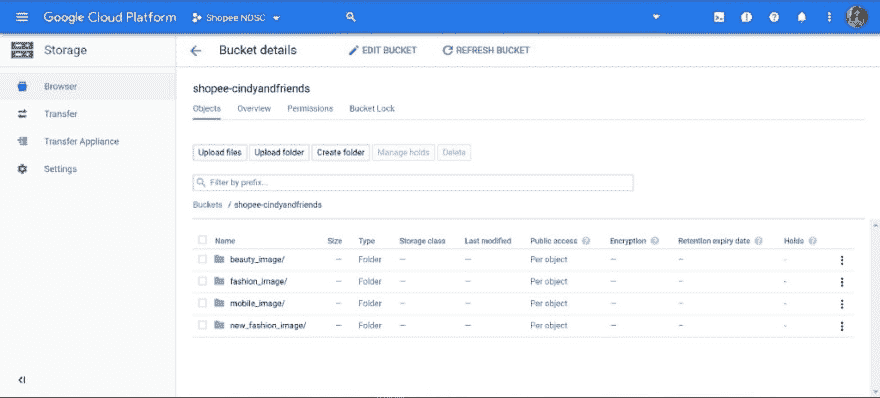 Google Cloud Platform Shopee NDSC
Storage Bucket details EDIT BUCKET REFRESH BUCKET
Browser
Transfer
Transfer Appliance
Settings
shopee-cindyandfriends
Objects Overview Permissions Bucket Lock
Upload files Upload folder Create folder Manage holds Delete
Filter by prefix...
Buckets / shopee-cindyandfriends
Name Size Type Storage class Last modified Public access Encryption Retention expiry date Holds
beauty_image/ — Folder — — Per object — — -
fashion_image/ — Folder — — Per object — — -
mobile_image/ — Folder — — Per object — — -
new_fashion_image/ — Folder — — Per object — — -